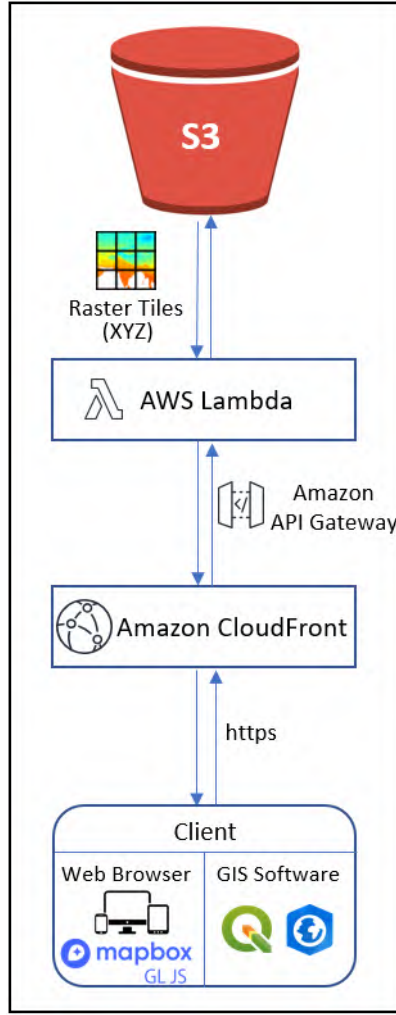 S3
Raster Tiles
(XYZ)
AWS Lambda
Amazon
API Gateway
Amazon CloudFront
https
Client
Web Browser
GIS Software
mapbox
GL JS